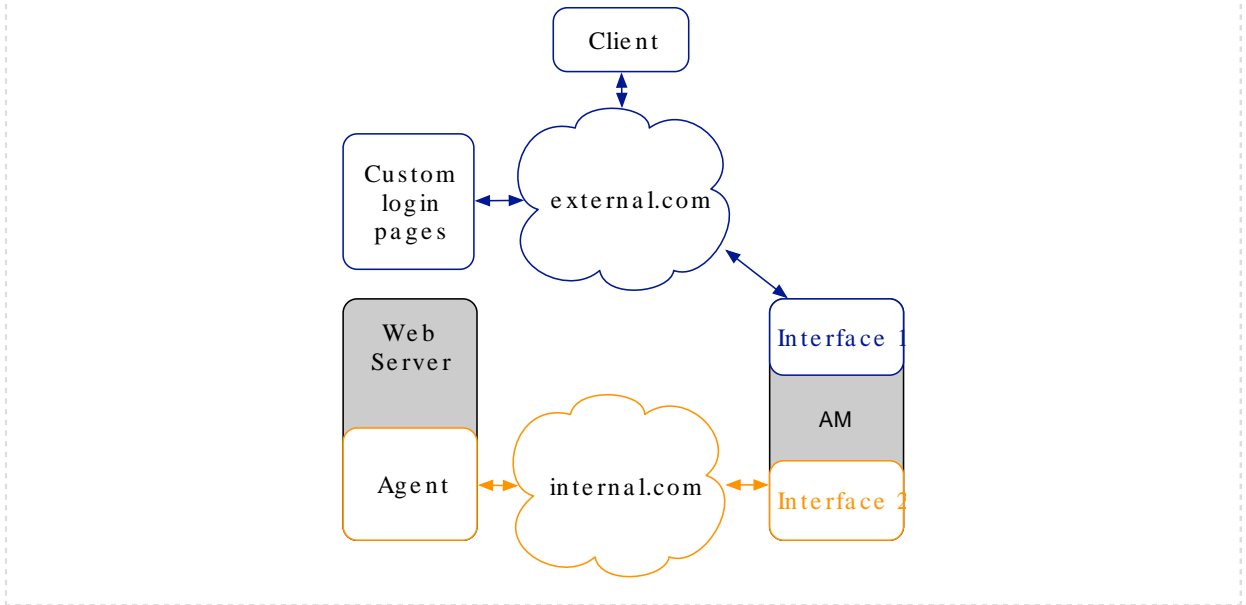 Client
Custom
login
pages
external.com
Web
Server
Interface 1
AM
Agent
internal.com
Interface 2